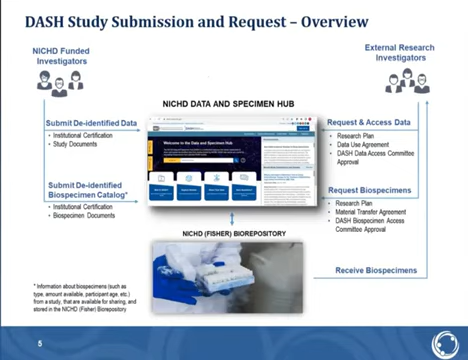 DASH Study Submission and Request – Overview
NICHD Funded
Investigators
External Research
Investigators
NICHD DATA AND SPECIMEN HUB
Submit De-identified Data
• Institutional Certification
• Study Documents
Submit De-identified
Biospecimen Catalog*
• Institutional Certification
• Biospecimen Documents
Welcome to the Data and Specimen Hub
Request & Access Data
• Research Plan
• Data Use Agreement
• DASH Data Access Committee
Approval
Request Biospecimens
• Research Plan
• Material Transfer Agreement
• DASH Biospecimen Access
Committee Approval
NICHD (FISHER) BIOREPOSITORY
Receive Biospecimens
* Information about biospecimens (such as
type, amount available, participant age, etc.)
from a study, that are available for sharing, and
stored in the NICHD (Fisher) Biorepository
5